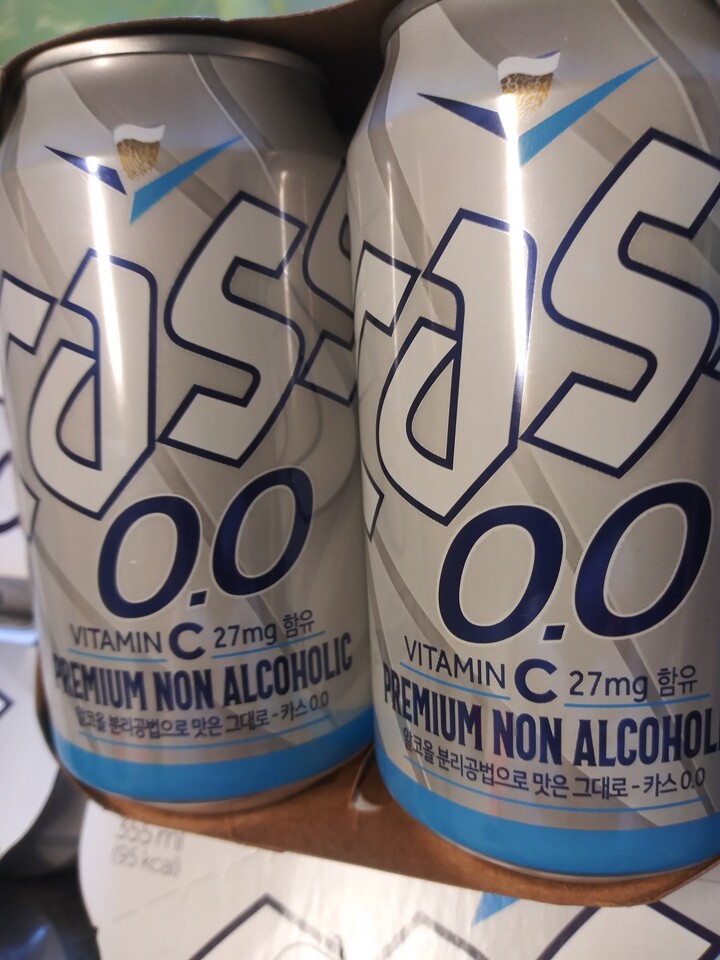 cass
0.0
VITAMIN C 27mg 함유
PREMIUM NON ALCOHOLIC
알코올 분리공법으로 맛은 그대로 - 카스 0.0
cass
0.0
VITAMIN C 27mg 함유
PREMIUM NON ALCOHOL
알코올 분리공법으로 맛은 그대로 - 카스 0.0
355 ml
(95 kcal)